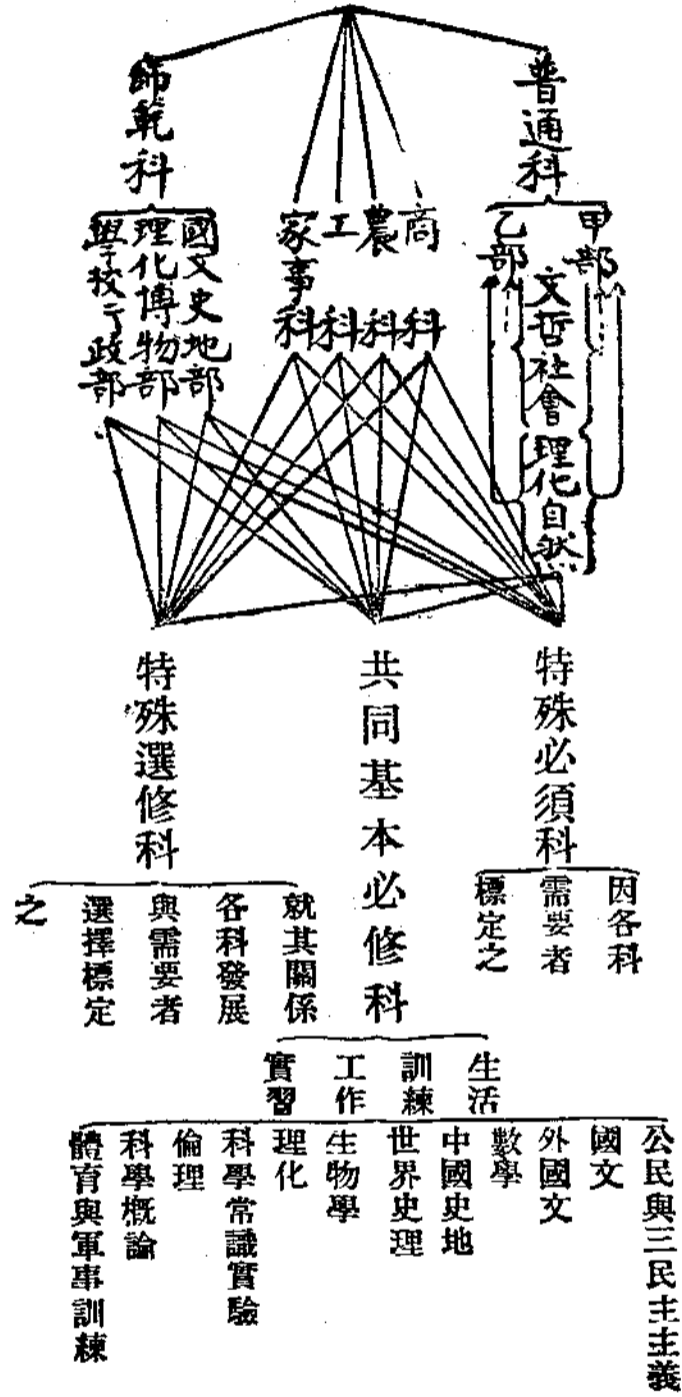 普通科
甲部
乙部
文哲社會
理化自然
商科
農科
工科
家事科
師範科
國文史地部
理化博物部
學校行政部
特殊必須科
因各科
需要者
標定之
共同基本必修科
生活
訓練
工作
實習
公民與三民主主義
國文
外國文
數學
中國史地
世界史理
生物學
理化
科學常識實驗
倫理
科學概論
體育與軍事訓練
特殊選修科
就其關係
各科發展
與需要者
選擇標定
之